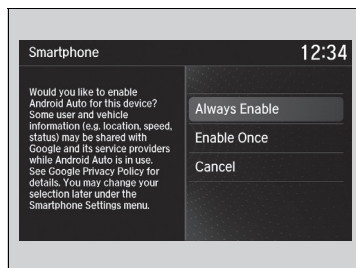 Smartphone 12:34
Would you like to enable
Android Auto for this device?
Some user and vehicle
information (e.g. location, speed,
status) may be shared with
Google and its service providers
while Android Auto is in use.
See Google Privacy Policy for
details. You may change your
selection later under the
Smartphone Settings menu.
Always Enable
Enable Once
Cancel